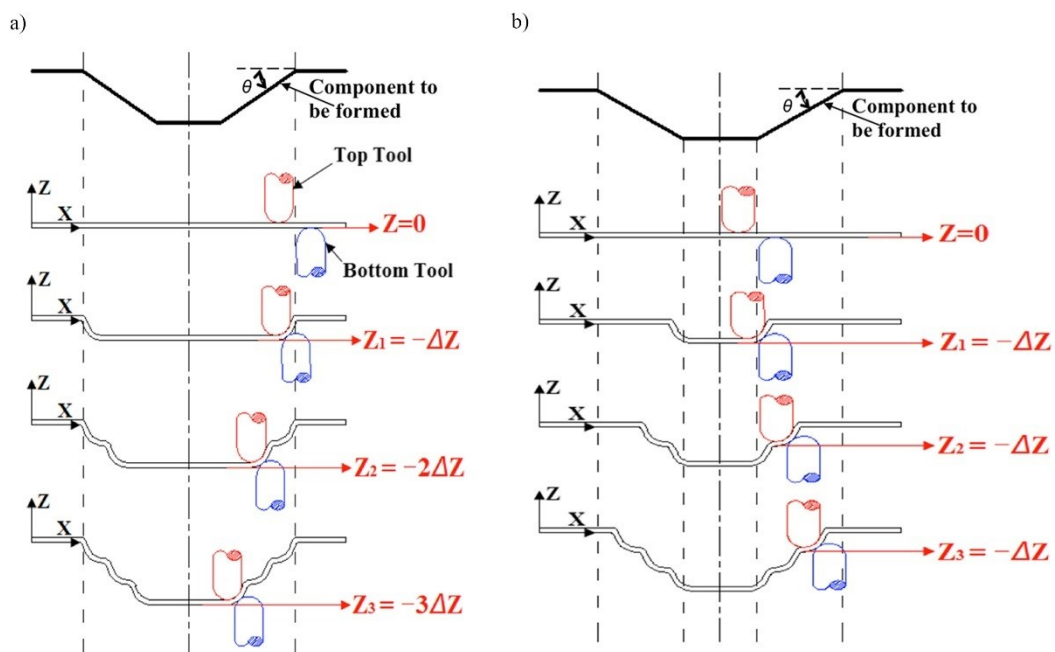 a)
θ
Component to
be formed
Top Tool
Z
X
Z=0
Bottom Tool
Z
X
Z₁ = −ΔZ
Z
X
Z₂ = −2ΔZ
Z
X
Z₃ = −3ΔZ
b)
θ
Component to
be formed
Z
X
Z=0
Z
X
Z₁ = −ΔZ
Z
X
Z₂ = −ΔZ
Z
X
Z₃ = −ΔZ